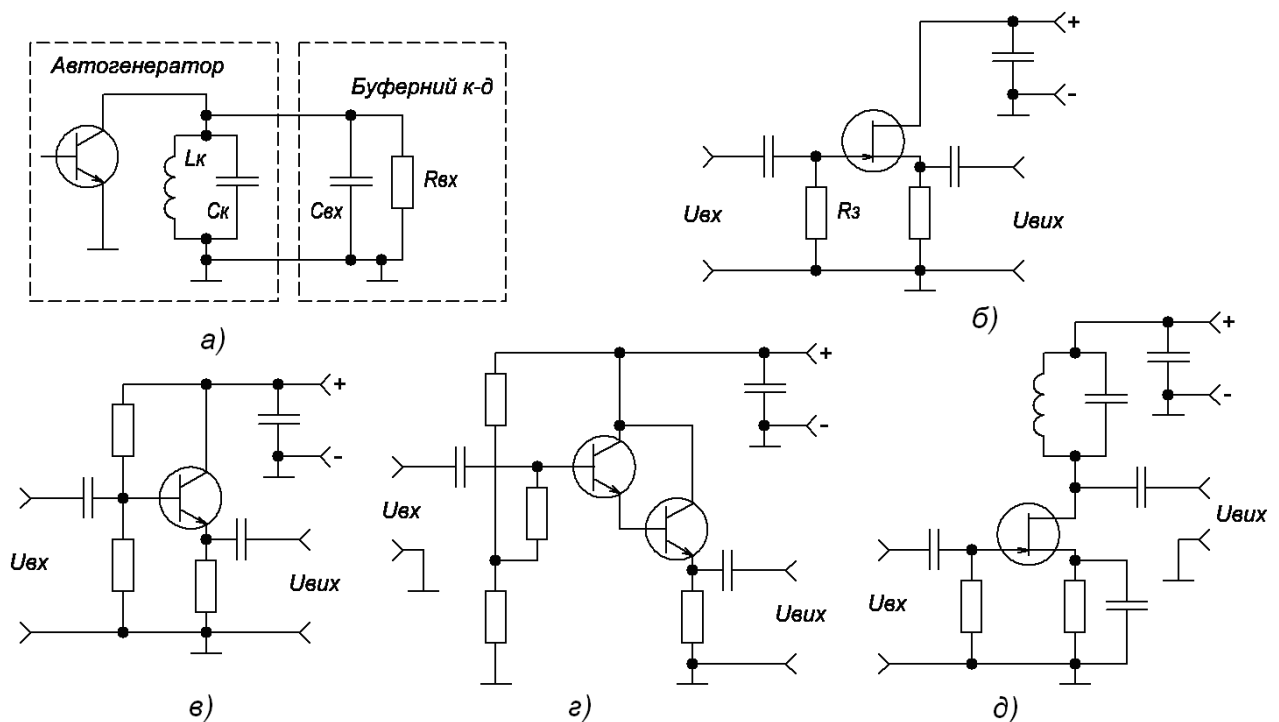 Автогенератор
Буферний к-д
Lк
Cк
Cвх
Rвх
а)
+
-
Uвх
Rз
Uвих
б)
+
-
Uвх
Uвих
в)
+
-
Uвх
Uвих
г)
+
-
Uвих
Uвх
д)